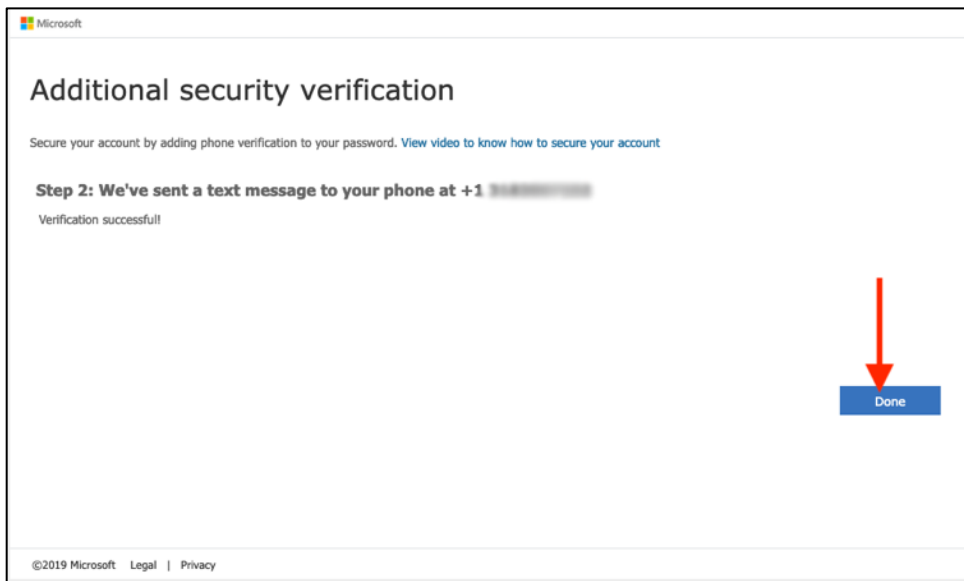 Microsoft
Additional security verification
Secure your account by adding phone verification to your password. View video to know how to secure your account
Step 2: We've sent a text message to your phone at +1
Verification successful!
Done
©2019 Microsoft Legal | Privacy